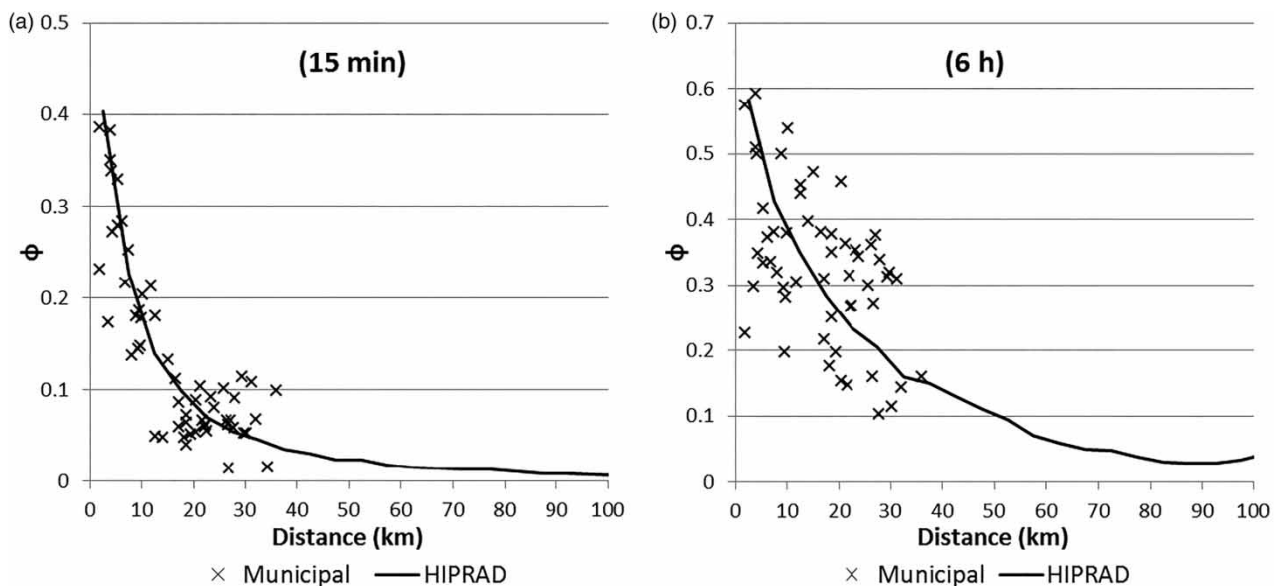 (a)
(15 min)
0.5
0.4
0.3
0.2
0.1
0
Φ
0 10 20 30 40 50 60 70 80 90 100
Distance (km)
× Municipal — HIPRAD
(b)
(6 h)
0.7
0.6
0.5
0.4
0.3
0.2
0.1
0
Φ
0 10 20 30 40 50 60 70 80 90 100
Distance (km)
× Municipal — HIPRAD